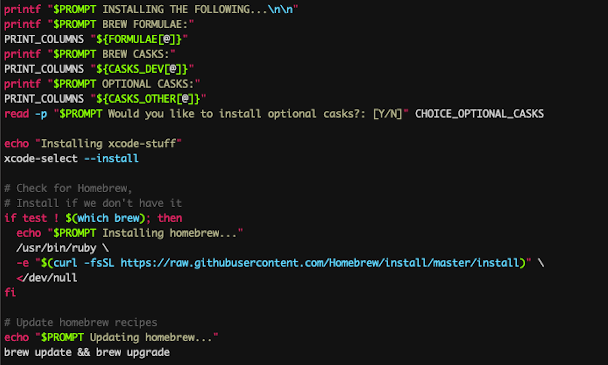 printf "$PROMPT INSTALLING THE FOLLOWING...\n\n"
printf "$PROMPT BREW FORMULAE:"
PRINT_COLUMNS "${FORMULAE[@]}"
printf "$PROMPT BREW CASKS:"
PRINT_COLUMNS "${CASKS_DEV[@]}"
printf "$PROMPT OPTIONAL CASKS:"
PRINT_COLUMNS "${CASKS_OTHER[@]}"
read -p "$PROMPT Would you like to install optional casks?: [Y/N]" CHOICE_OPTIONAL_CASKS

echo "Installing xcode-stuff"
xcode-select --install

# Check for Homebrew,
# Install if we don't have it
if test ! $(which brew); then
  echo "$PROMPT Installing homebrew..."
  /usr/bin/ruby \
  -e "$(curl -fsSL https://raw.githubusercontent.com/Homebrew/install/master/install)" \
  </dev/null
fi

# Update homebrew recipes
echo "$PROMPT Updating homebrew..."
brew update && brew upgrade